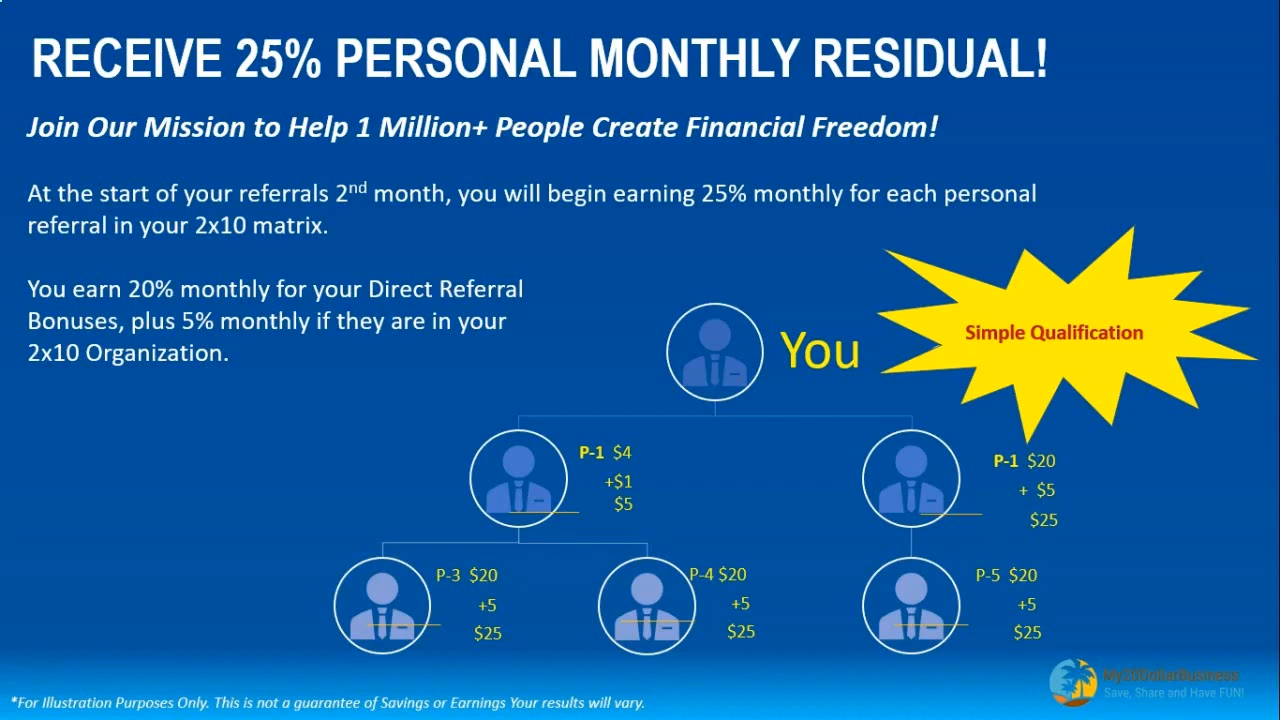 RECEIVE 25% PERSONAL MONTHLY RESIDUAL!
Join Our Mission to Help 1 Million+ People Create Financial Freedom!
At the start of your referrals 2nd month, you will begin earning 25% monthly for each personal
referral in your 2x10 matrix.
You earn 20% monthly for your Direct Referral
Bonuses, plus 5% monthly if they are in your
2x10 Organization.
You
Simple Qualification
P-1 $4
+$1
$5
P-1 $20
+ $5
$25
P-3 $20
+5
$25
P-4 $20
+5
$25
P-5 $20
+5
$25
My20DollarBusiness
Save, Share and Have FUN!
*For Illustration Purposes Only. This is not a guarantee of Savings or Earnings Your results will vary.